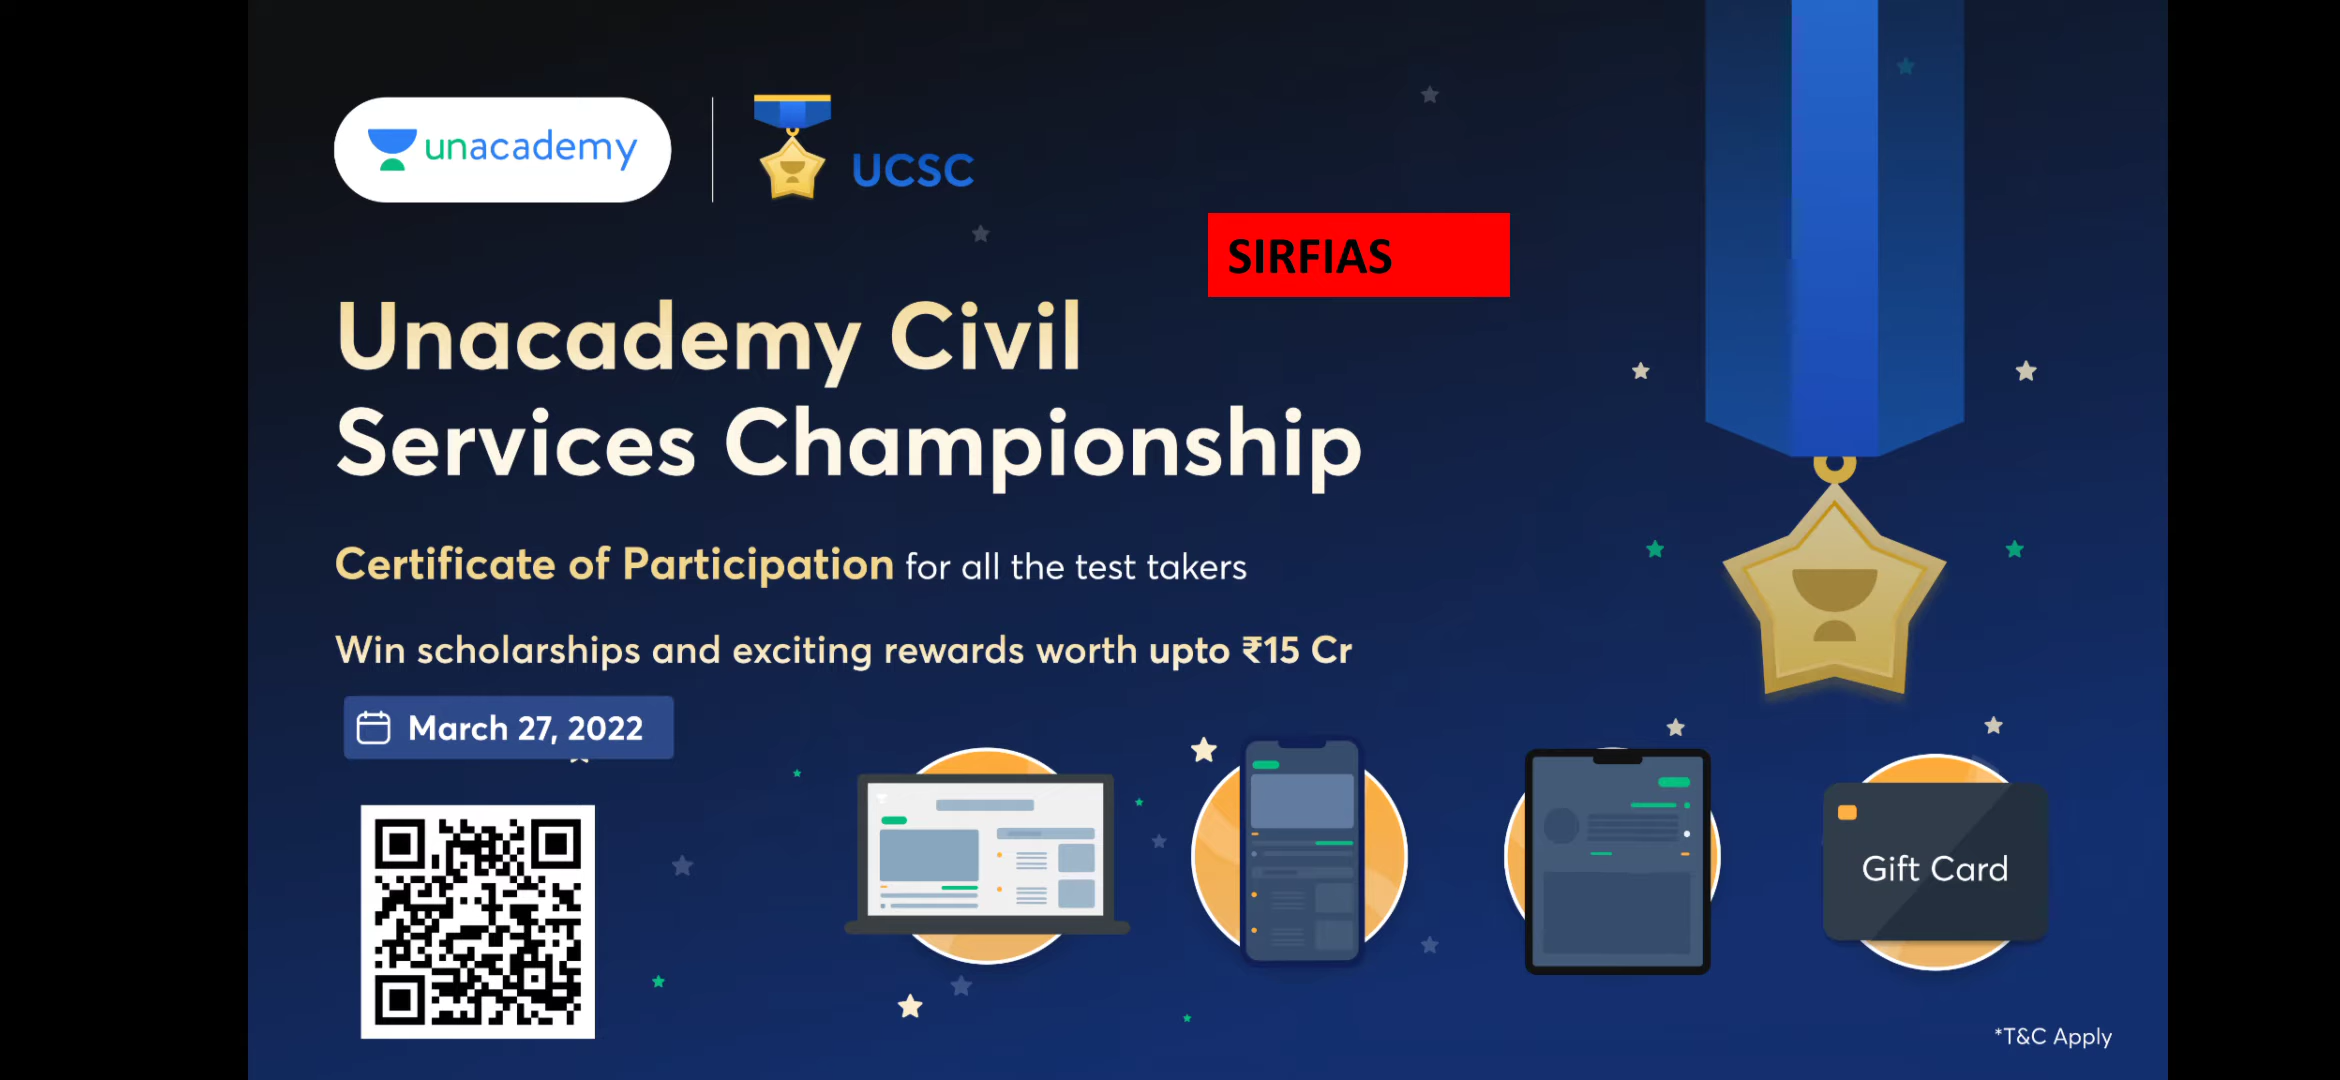 unacademy
UCSC
SIRFIAS
Unacademy Civil
Services Championship
Certificate of Participation for all the test takers
Win scholarships and exciting rewards worth upto ₹15 Cr
March 27, 2022
Gift Card
*T&C Apply